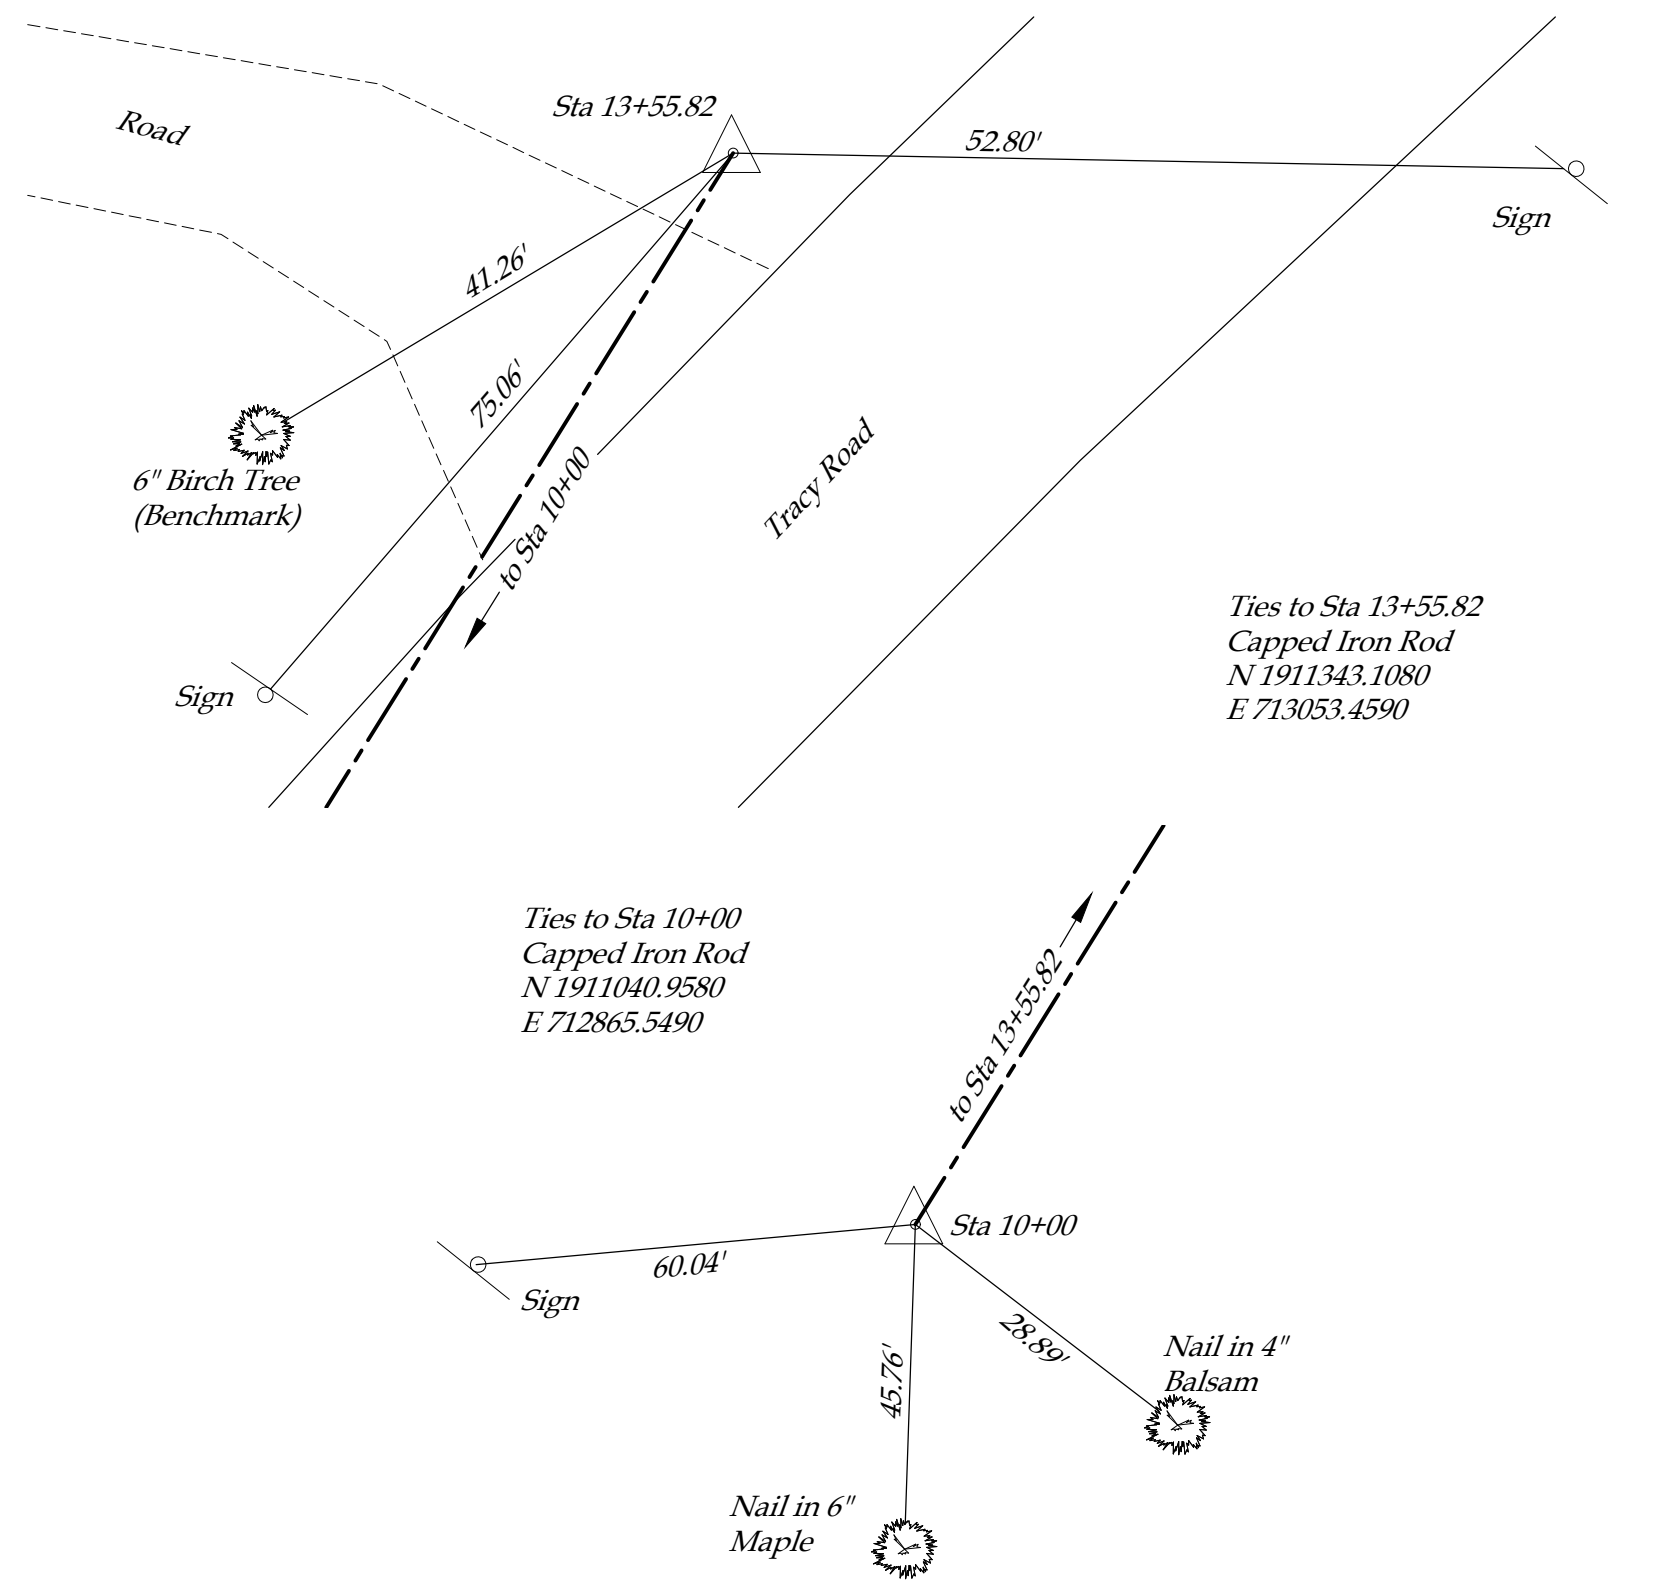 Road
Sta 13+55.82
52.80'
Sign
41.26'
75.06'
6" Birch Tree
(Benchmark)
to Sta 10+00
Tracy Road
Sign
Ties to Sta 13+55.82
Capped Iron Rod
N 1911343.1080
E 713053.4590
Ties to Sta 10+00
Capped Iron Rod
N 1911040.9580
E 712865.5490
to Sta 13+55.82
Sta 10+00
60.04'
Sign
28.89'
45.76'
Nail in 4"
Balsam
Nail in 6"
Maple